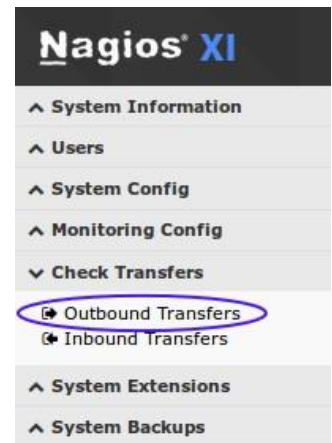 Nagios® XI
System Information
Users
System Config
Monitoring Config
Check Transfers
Outbound Transfers
Inbound Transfers
System Extensions
System Backups